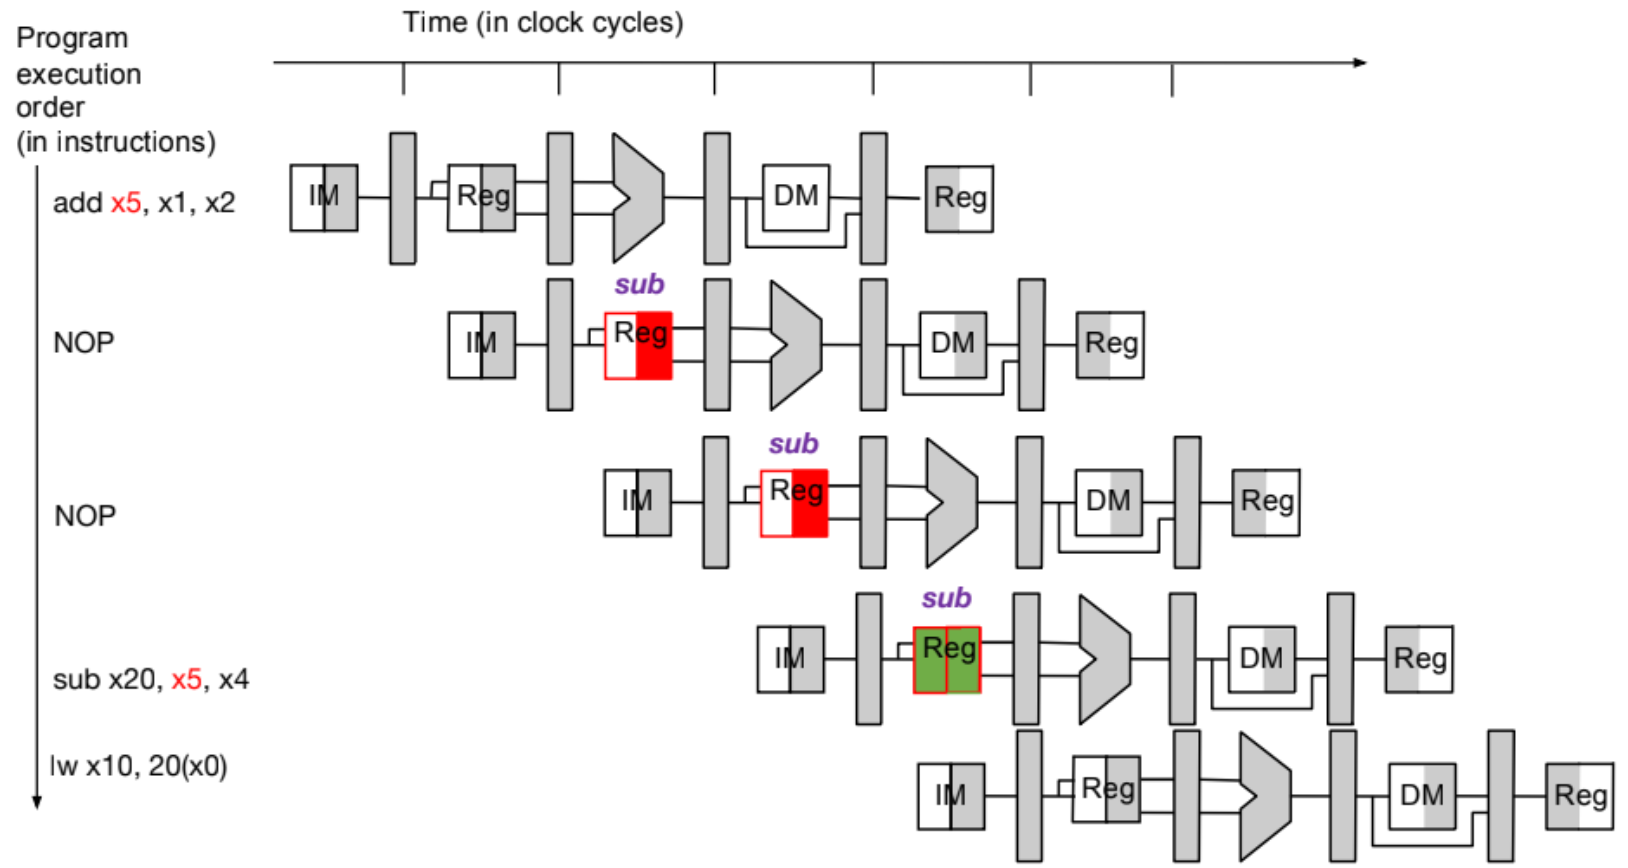 Time (in clock cycles)
Program
execution
order
(in instructions)
add x5, x1, x2
IM
Reg
DM
Reg
sub
NOP
IM
Reg
DM
Reg
sub
NOP
IM
Reg
DM
Reg
sub
sub x20, x5, x4
IM
Reg
DM
Reg
lw x10, 20(x0)
IM
Reg
DM
Reg